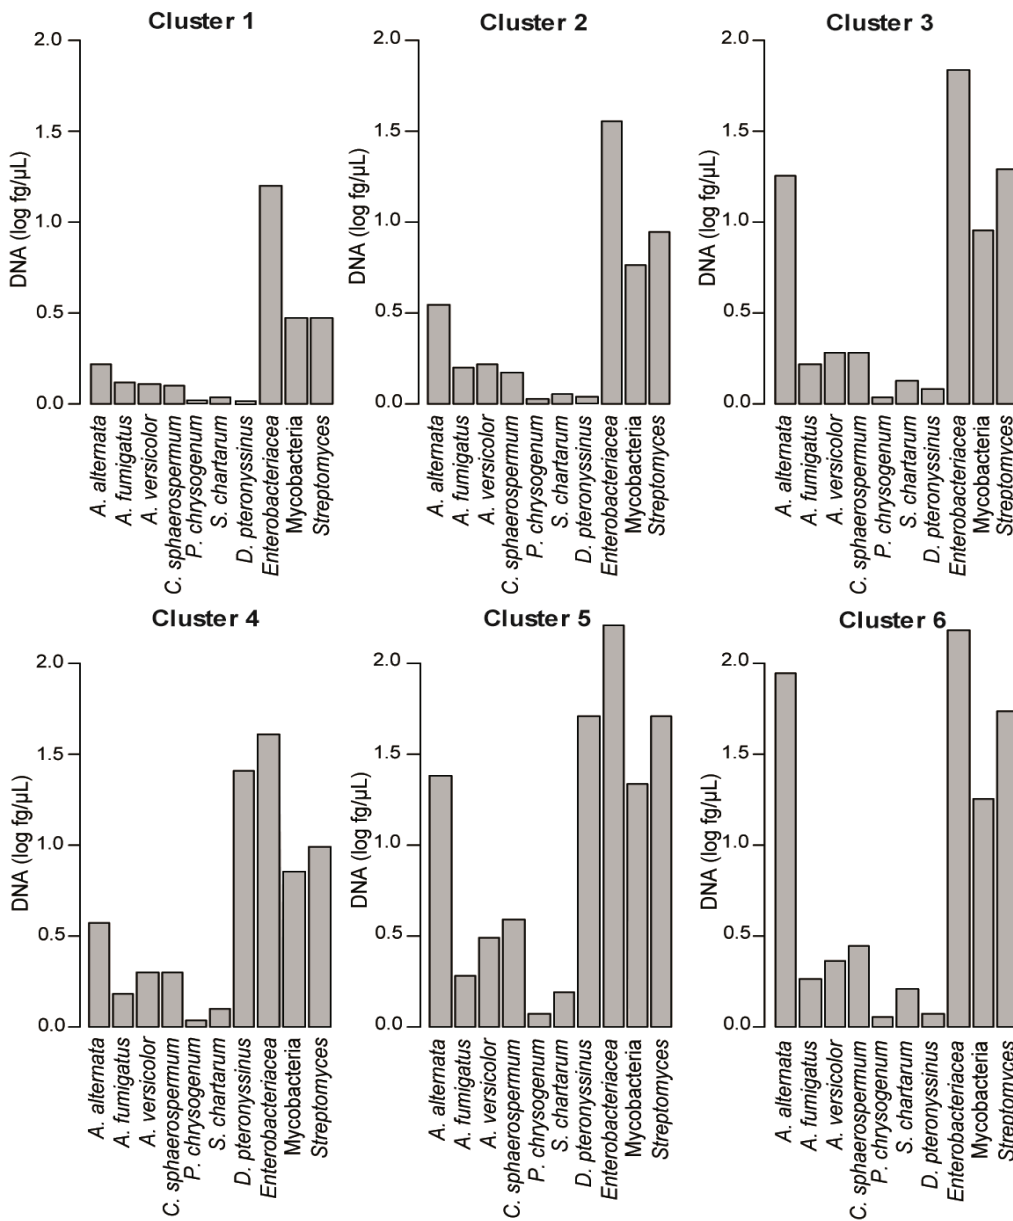 Cluster 1
2.0
1.5
1.0
0.5
0.0
DNA (log fg/µL)
A. alternata
A. fumigatus
A. versicolor
C. sphaerospermum
P. chrysogenum
S. chartarum
D. pteronyssinus
Enterobacteriacea
Mycobacteria
Streptomyces
Cluster 2
2.0
1.5
1.0
0.5
0.0
DNA (log fg/µL)
A. alternata
A. fumigatus
A. versicolor
C. sphaerospermum
P. chrysogenum
S. chartarum
D. pteronyssinus
Enterobacteriacea
Mycobacteria
Streptomyces
Cluster 3
2.0
1.5
1.0
0.5
0.0
DNA (log fg/µL)
A. alternata
A. fumigatus
A. versicolor
C. sphaerospermum
P. chrysogenum
S. chartarum
D. pteronyssinus
Enterobacteriacea
Mycobacteria
Streptomyces
Cluster 4
2.0
1.5
1.0
0.5
0.0
DNA (log fg/µL)
A. alternata
A. fumigatus
A. versicolor
C. sphaerospermum
P. chrysogenum
S. chartarum
D. pteronyssinus
Enterobacteriacea
Mycobacteria
Streptomyces
Cluster 5
2.0
1.5
1.0
0.5
0.0
DNA (log fg/µL)
A. alternata
A. fumigatus
A. versicolor
C. sphaerospermum
P. chrysogenum
S. chartarum
D. pteronyssinus
Enterobacteriacea
Mycobacteria
Streptomyces
Cluster 6
2.0
1.5
1.0
0.5
0.0
DNA (log fg/µL)
A. alternata
A. fumigatus
A. versicolor
C. sphaerospermum
P. chrysogenum
S. chartarum
D. pteronyssinus
Enterobacteriacea
Mycobacteria
Streptomyces